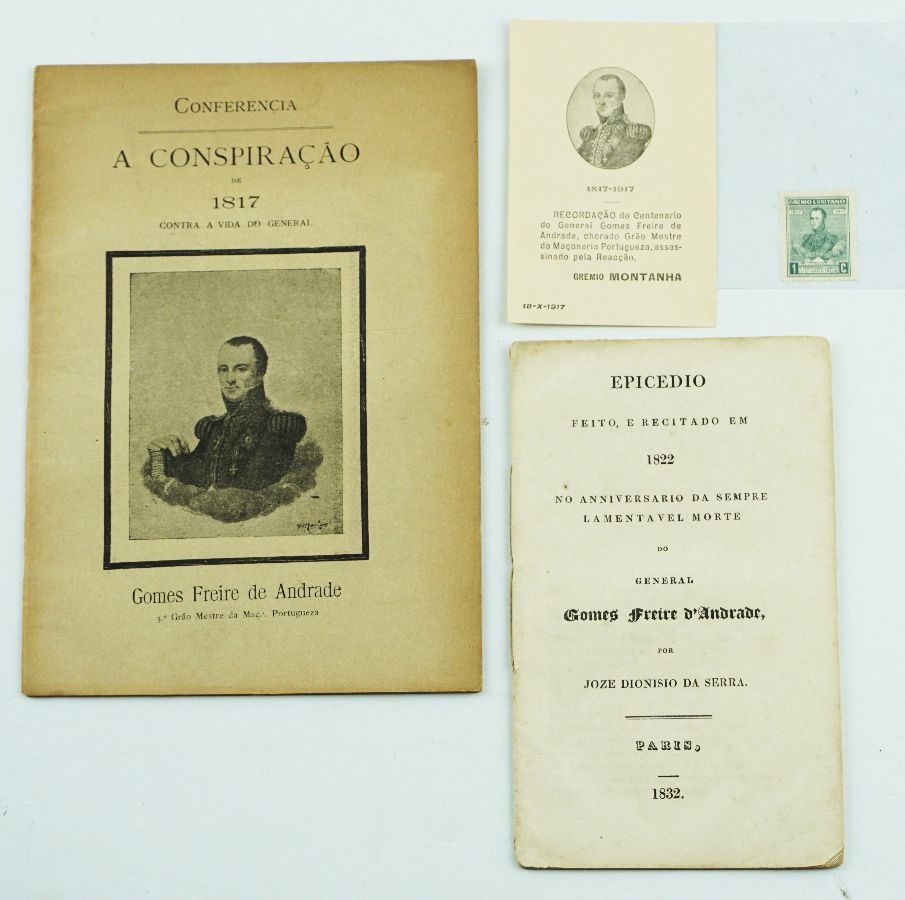 CONFERENCIA
A CONSPIRAÇÃO
DE
1817
CONTRA A VIDA DO GENERAL
Gomes Freire de Andrade
5.º Grão Mestre da Maç.·. Portugueza
1817-1917
RECORDAÇÃO do Centenario
do General Gomes Freire de
Andrade, chorado Grão Mestre
da Maçonaria Portugueza, assas-
sinado pela Reacção.
GREMIO MONTANHA
18-X-1917
GREMIO LUSITANO
1817 1917
1 C
EPICEDIO
FEITO, E RECITADO EM
1822
NO ANNIVERSARIO DA SEMPRE
LAMENTAVEL MORTE
DO
GENERAL
Gomes Freire d'Andrade,
POR
JOZE DIONISIO DA SERRA.
PARIS,
1832.